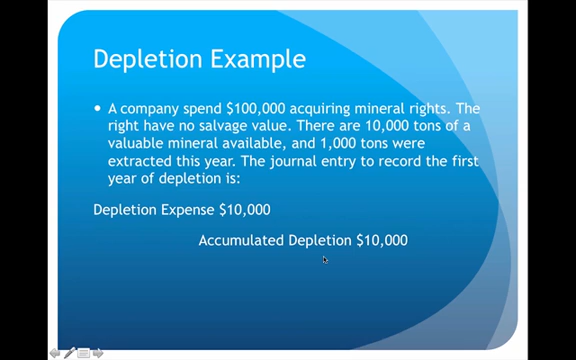 Depletion Example
• A company spend $100,000 acquiring mineral rights. The
right have no salvage value. There are 10,000 tons of a
valuable mineral available, and 1,000 tons were
extracted this year. The journal entry to record the first
year of depletion is:
Depletion Expense $10,000
Accumulated Depletion $10,000